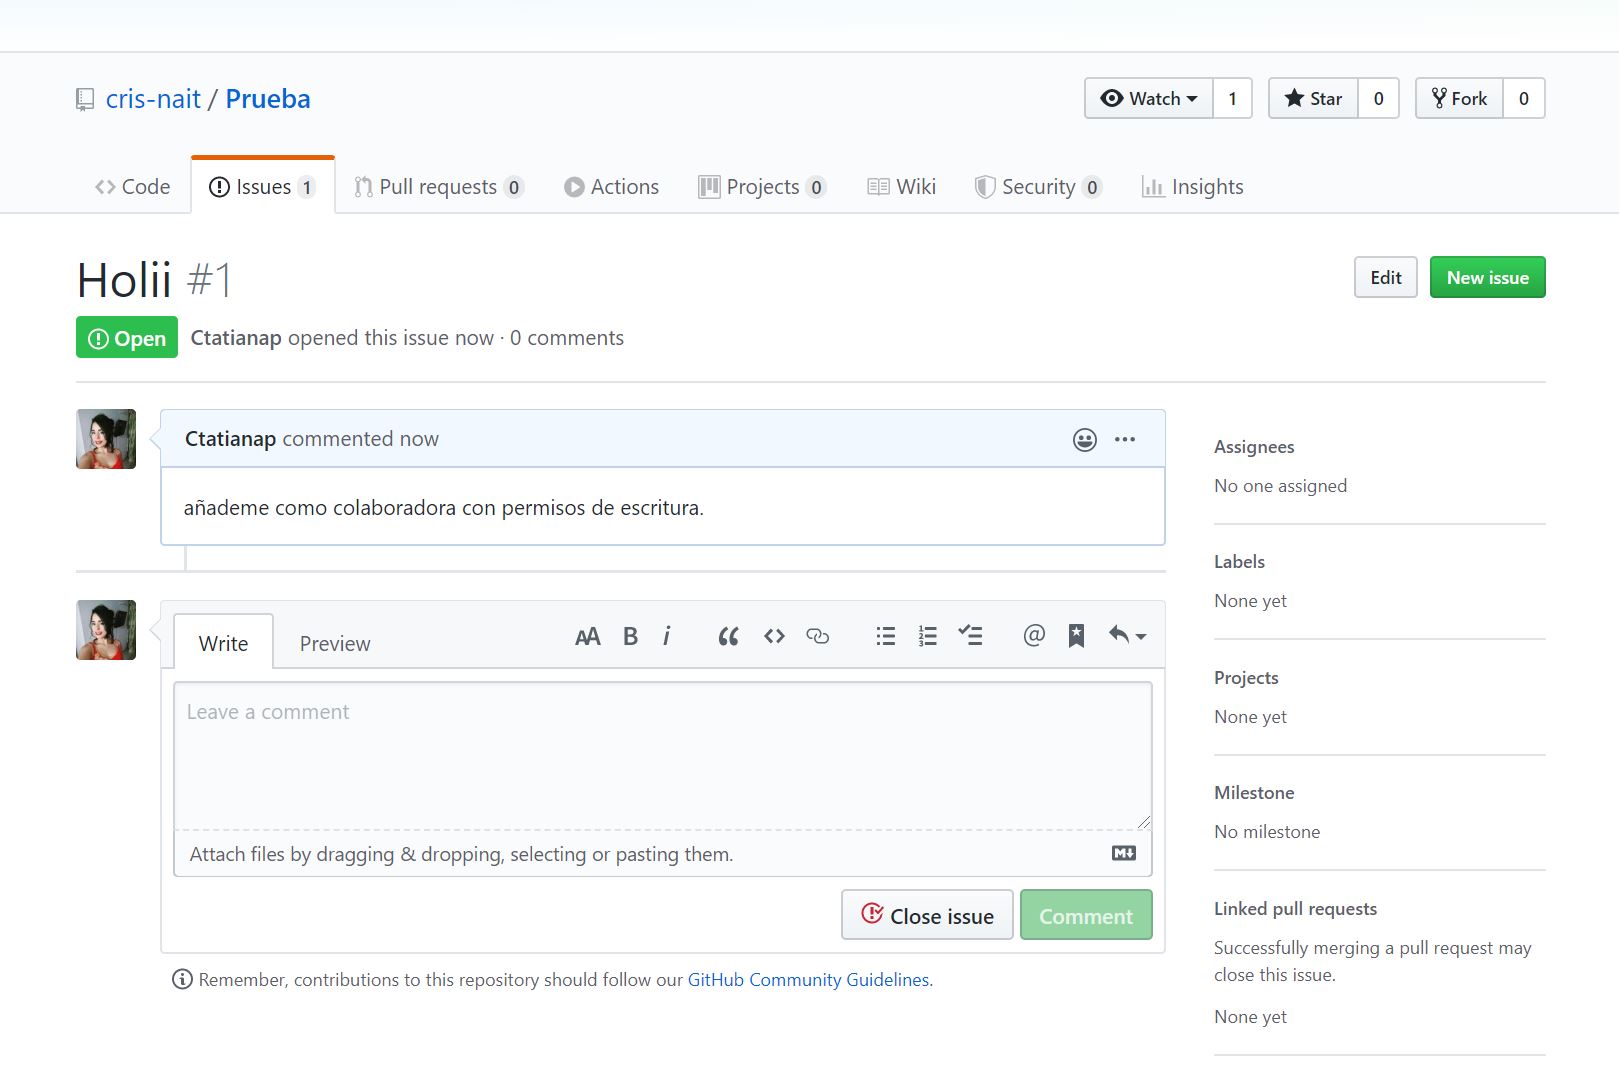 cris-nait / Prueba
Watch 1 Star 0 Fork 0
Code Issues 1 Pull requests 0 Actions Projects 0 Wiki Security 0 Insights
Holii #1
Edit New issue
Open Ctatianap opened this issue now · 0 comments
Ctatianap commented now
añademe como colaboradora con permisos de escritura.
Write Preview
Leave a comment
Attach files by dragging & dropping, selecting or pasting them.
Close issue Comment
Remember, contributions to this repository should follow our GitHub Community Guidelines.
Assignees
No one assigned
Labels
None yet
Projects
None yet
Milestone
No milestone
Linked pull requests
Successfully merging a pull request may
close this issue.
None yet